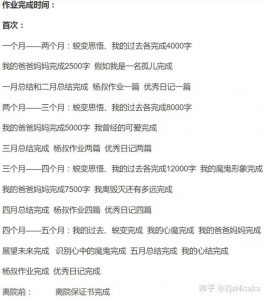 作业完成时间：
首次：
一个月——两个月：蜕变思悟、我的过去各完成4000字
我的爸爸妈妈完成2500字  假如我是一名孤儿完成
一月总结和二月总结完成  杨叔作业一篇  优秀日记一篇
两个月——三个月：蜕变思悟、我的过去各完成8000字
我的爸爸妈妈完成5000字  我曾经的可爱完成
三月总结完成  杨叔作业两篇  优秀日记两篇
三个月——四个月：蜕变思悟、我的过去各完成12000字  我的魔鬼形象完成
我的爸爸妈妈完成7500字  我离毁灭还有多远完成
四月总结完成  杨叔作业四篇  优秀日记四篇
四个月——五个月：我的过去、蜕变完成  我的心魔完成  我的爸爸妈妈完成
展望未来完成  识别心中的魔鬼完成  五月总结完成  我的心结完成
杨叔作业完成  优秀日记完成
离院前：  离院保证书完成
知乎 @ZjzMisaka